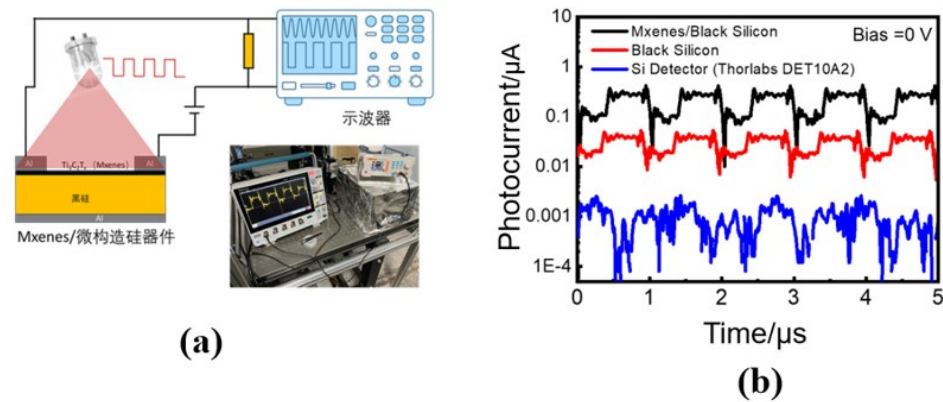 示波器
Al
Ti₃C₂Tₓ（Mxenes）
Al
黑硅
Al
Mxenes/微构造硅器件
(a)
Photocurrent/μA
10
1
0.1
0.01
0.001
1E-4
Mxenes/Black Silicon
Black Silicon
Si Detector (Thorlabs DET10A2)
Bias =0 V
0
1
2
3
4
5
Time/μs
(b)